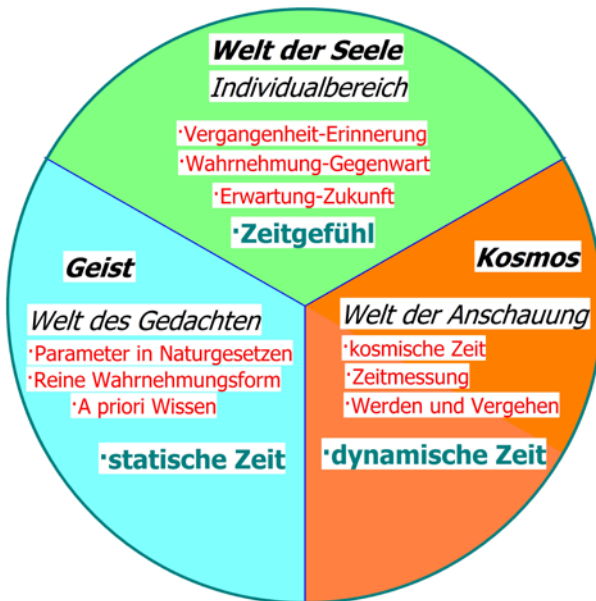 Welt der Seele
Individualbereich
·Vergangenheit-Erinnerung
·Wahrnehmung-Gegenwart
·Erwartung-Zukunft
·Zeitgefühl
Geist
Welt des Gedachten
·Parameter in Naturgesetzen
·Reine Wahrnehmungsform
·A priori Wissen
·statische Zeit
Kosmos
Welt der Anschauung
·kosmische Zeit
·Zeitmessung
·Werden und Vergehen
·dynamische Zeit